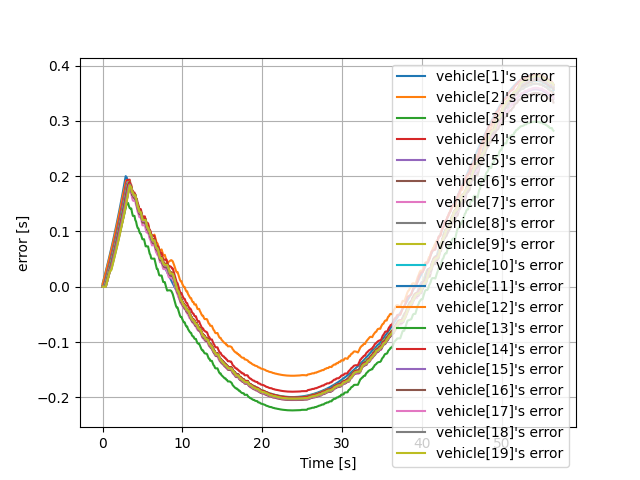 0.4
0.3
0.2
0.1
0.0
−0.1
−0.2
error [s]
0
10
20
30
40
50
Time [s]
vehicle[1]'s error
vehicle[2]'s error
vehicle[3]'s error
vehicle[4]'s error
vehicle[5]'s error
vehicle[6]'s error
vehicle[7]'s error
vehicle[8]'s error
vehicle[9]'s error
vehicle[10]'s error
vehicle[11]'s error
vehicle[12]'s error
vehicle[13]'s error
vehicle[14]'s error
vehicle[15]'s error
vehicle[16]'s error
vehicle[17]'s error
vehicle[18]'s error
vehicle[19]'s error